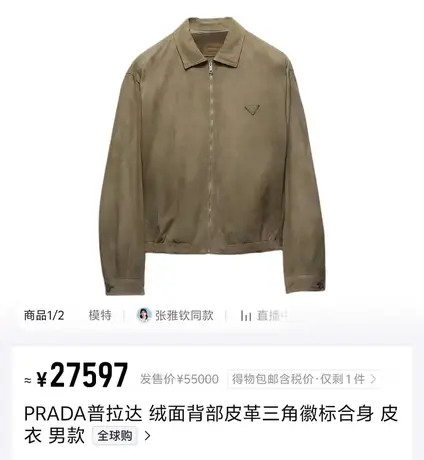 商品1/2
模特
张雅钦同款
直播中
≈¥27597
发售价¥55000
得物包邮含税价·仅剩1件 >
PRADA普拉达 绒面背部皮革三角徽标合身 皮
衣 男款 全球购 >